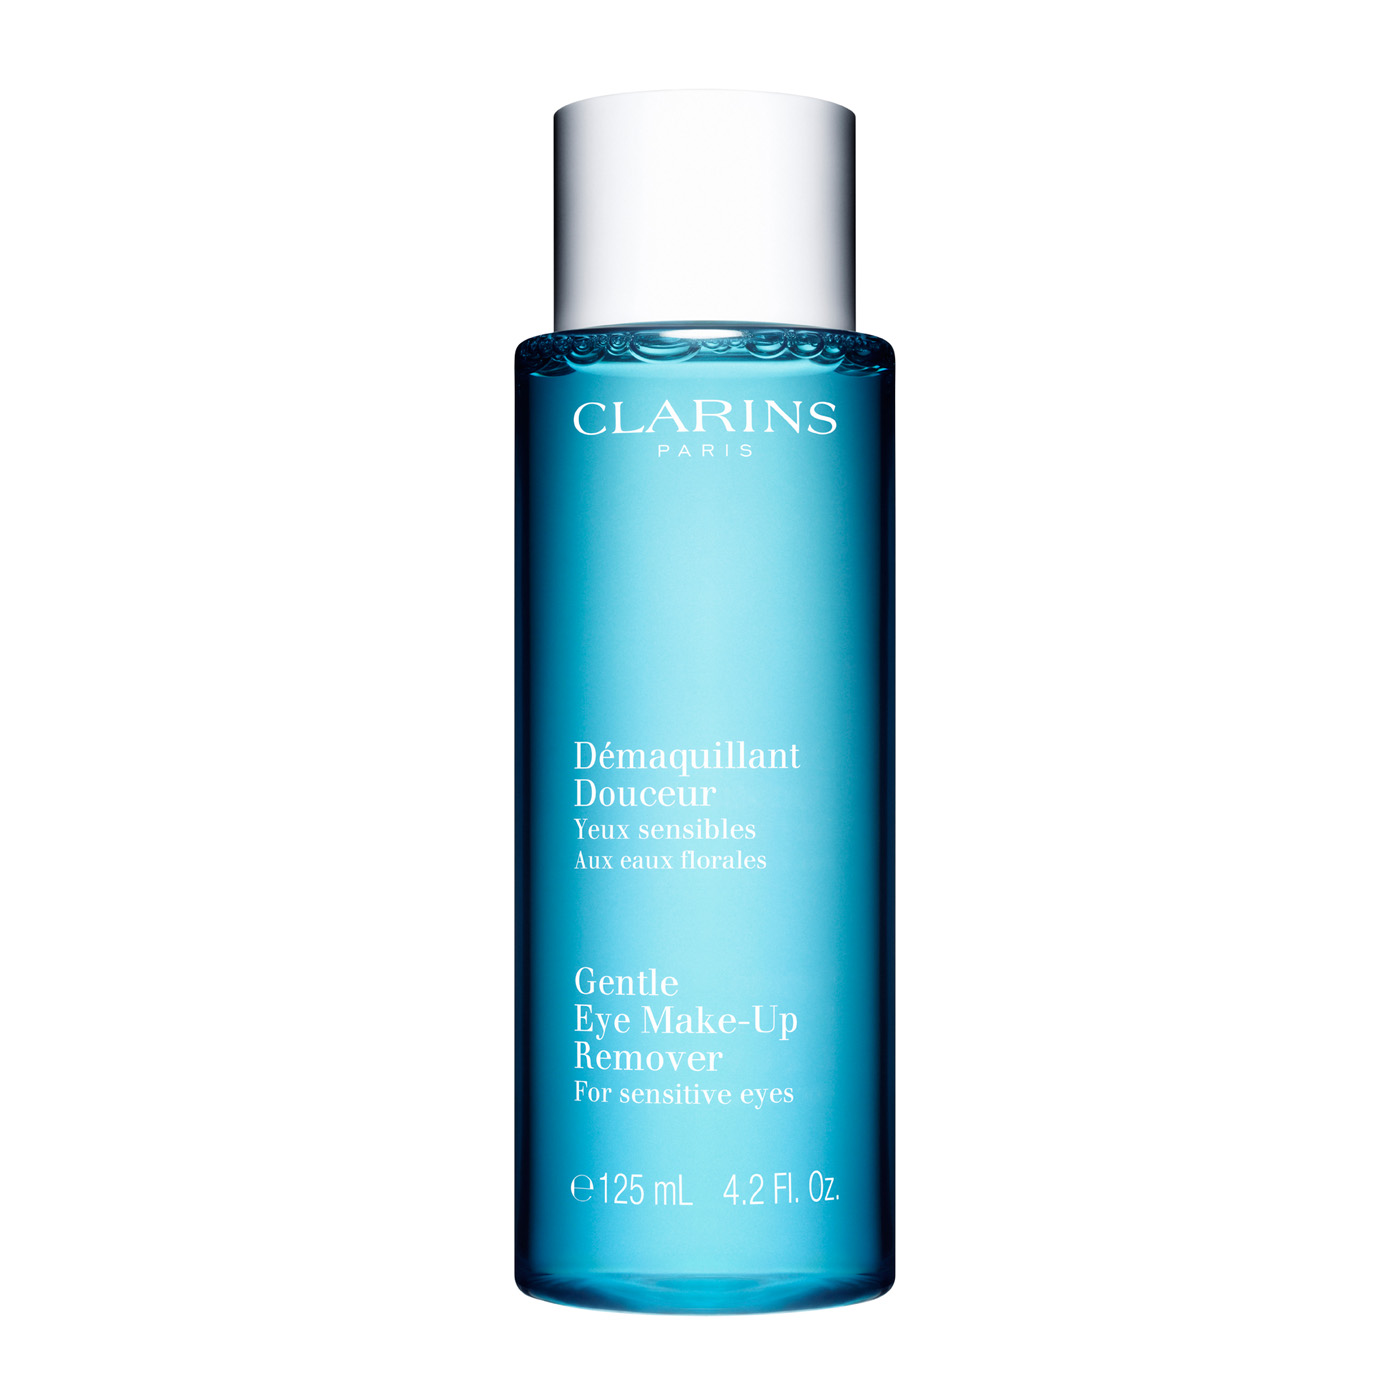 CLARINS
PARIS
Démaquillant
Douceur
Yeux sensibles
Aux eaux florales
Gentle
Eye Make-Up
Remover
For sensitive eyes
℮125 mL 4.2 Fl. Oz.